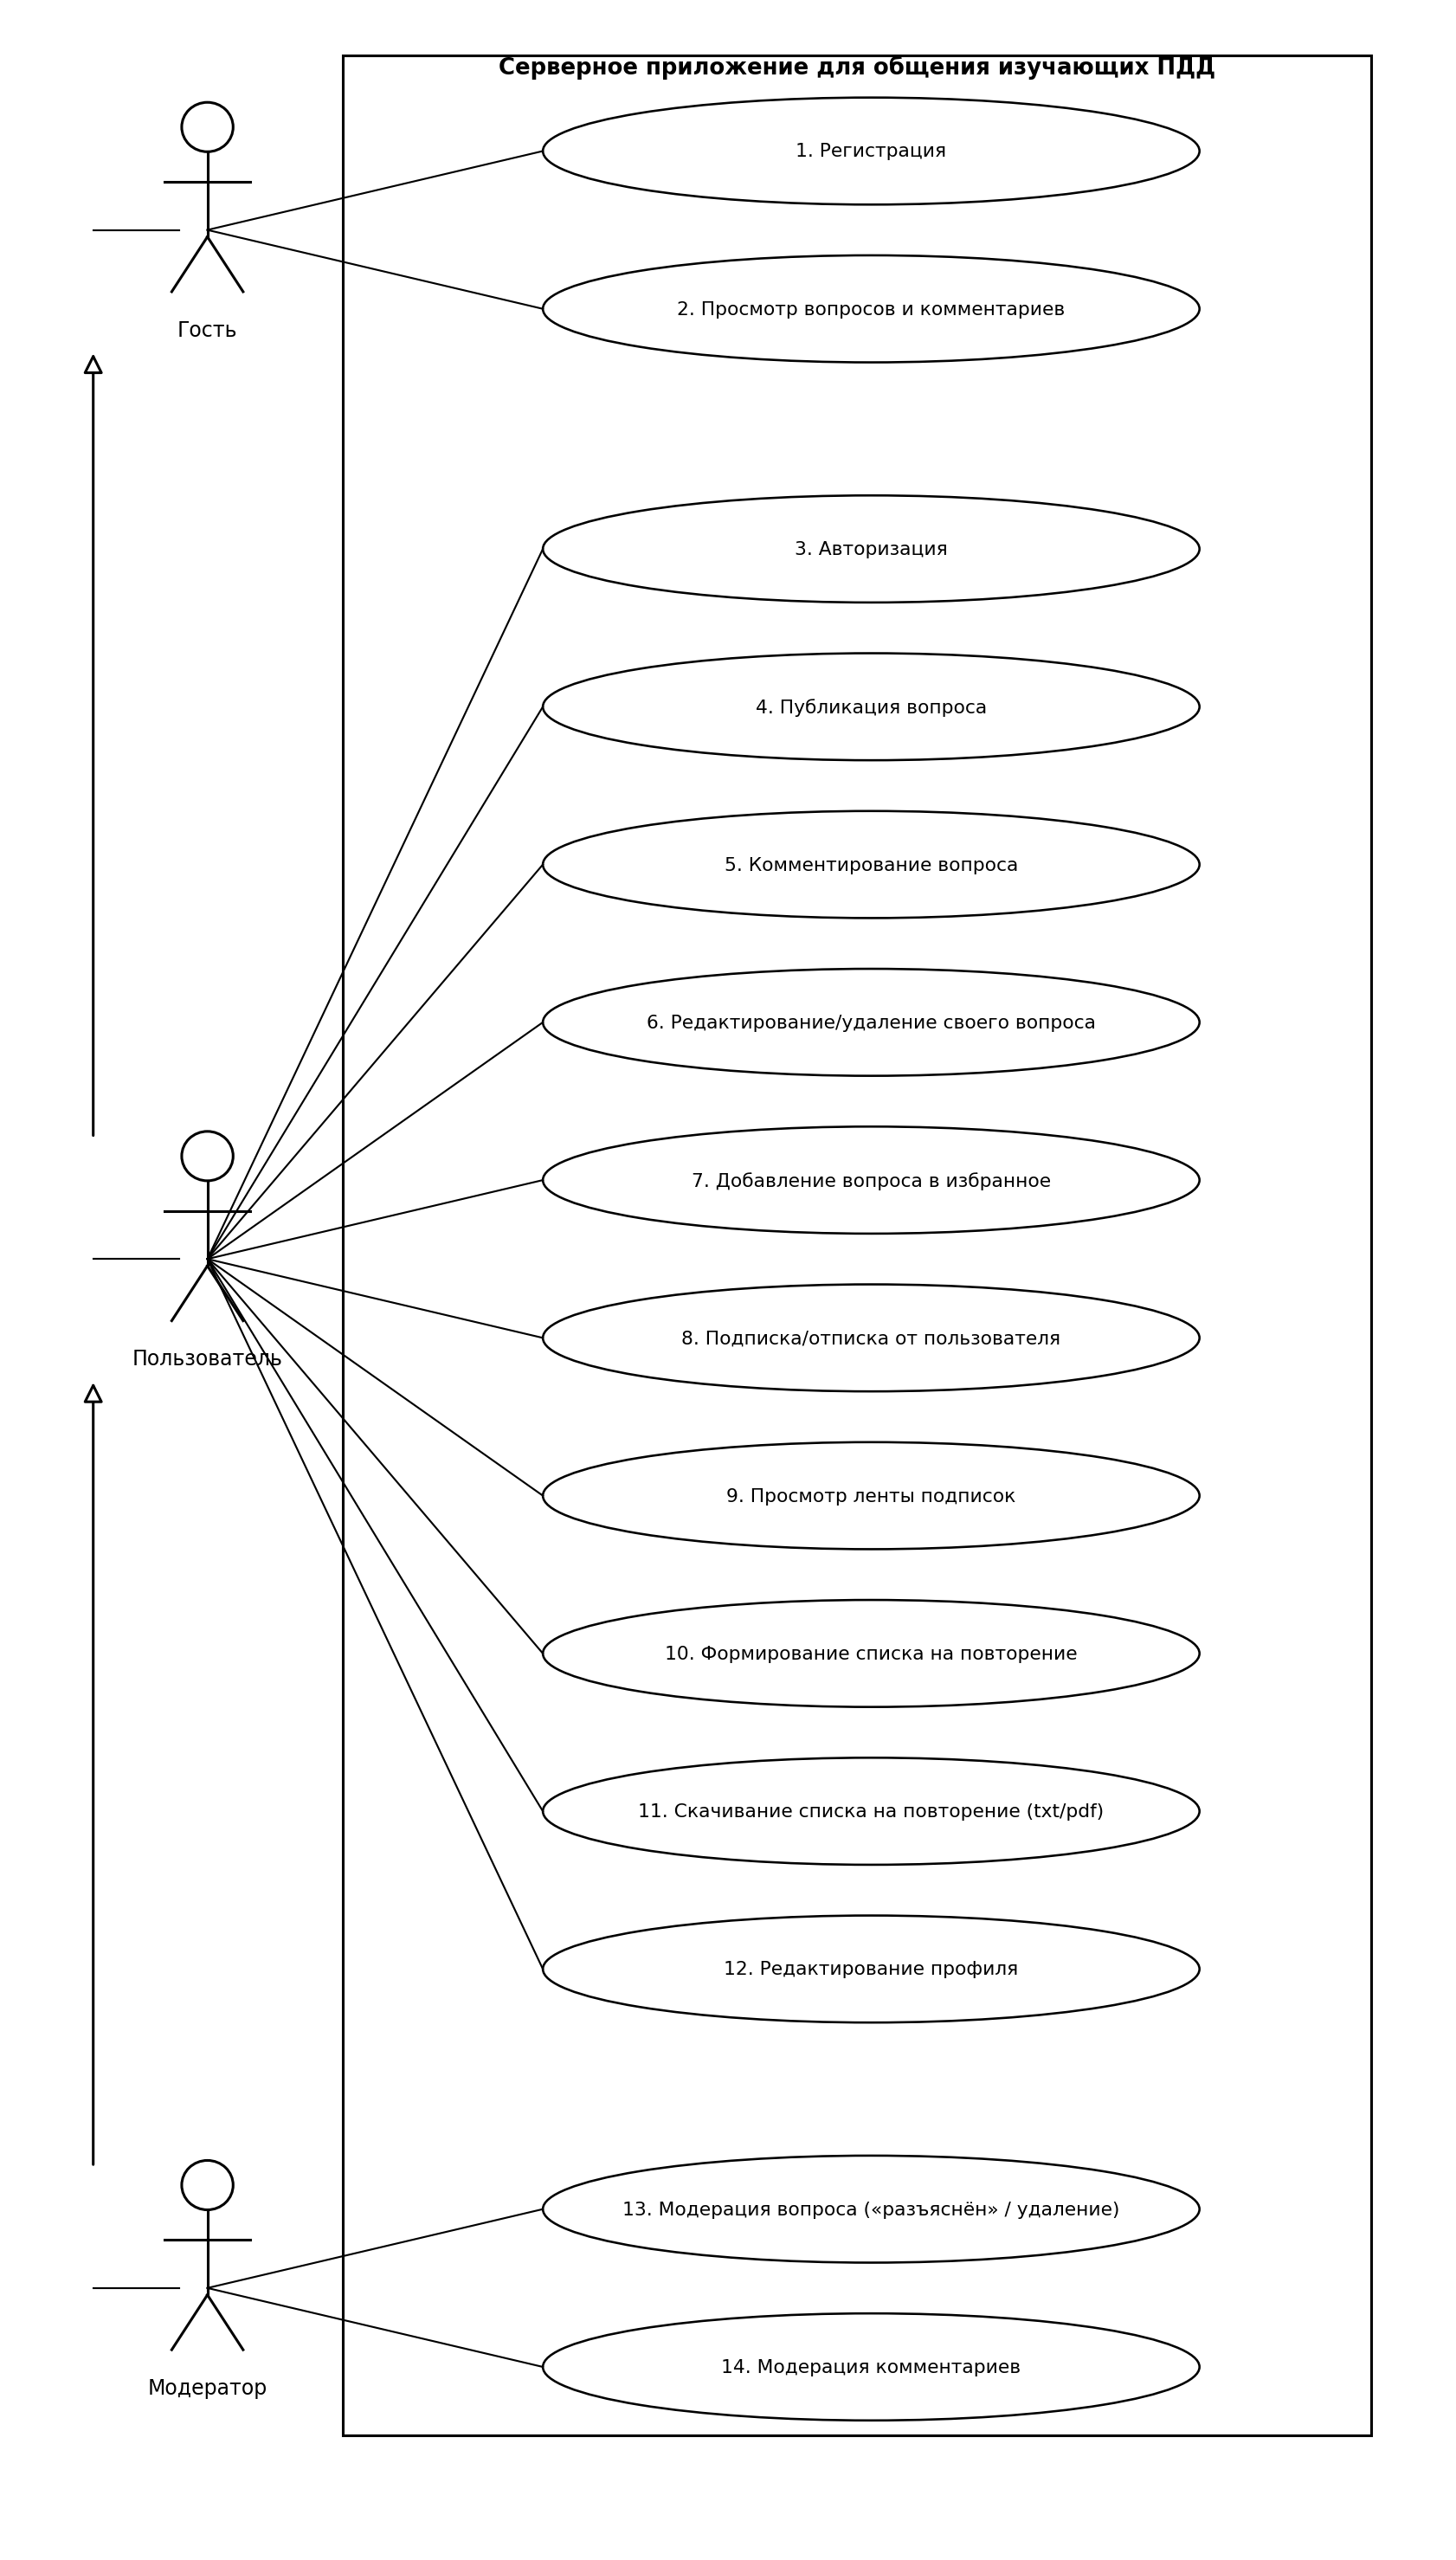 Серверное приложение для общения изучающих ПДД
1. Регистрация
2. Просмотр вопросов и комментариев
Гость
3. Авторизация
4. Публикация вопроса
5. Комментирование вопроса
6. Редактирование/удаление своего вопроса
7. Добавление вопроса в избранное
8. Подписка/отписка от пользователя
Пользователь
9. Просмотр ленты подписок
10. Формирование списка на повторение
11. Скачивание списка на повторение (txt/pdf)
12. Редактирование профиля
13. Модерация вопроса («разъяснён» / удаление)
14. Модерация комментариев
Модератор